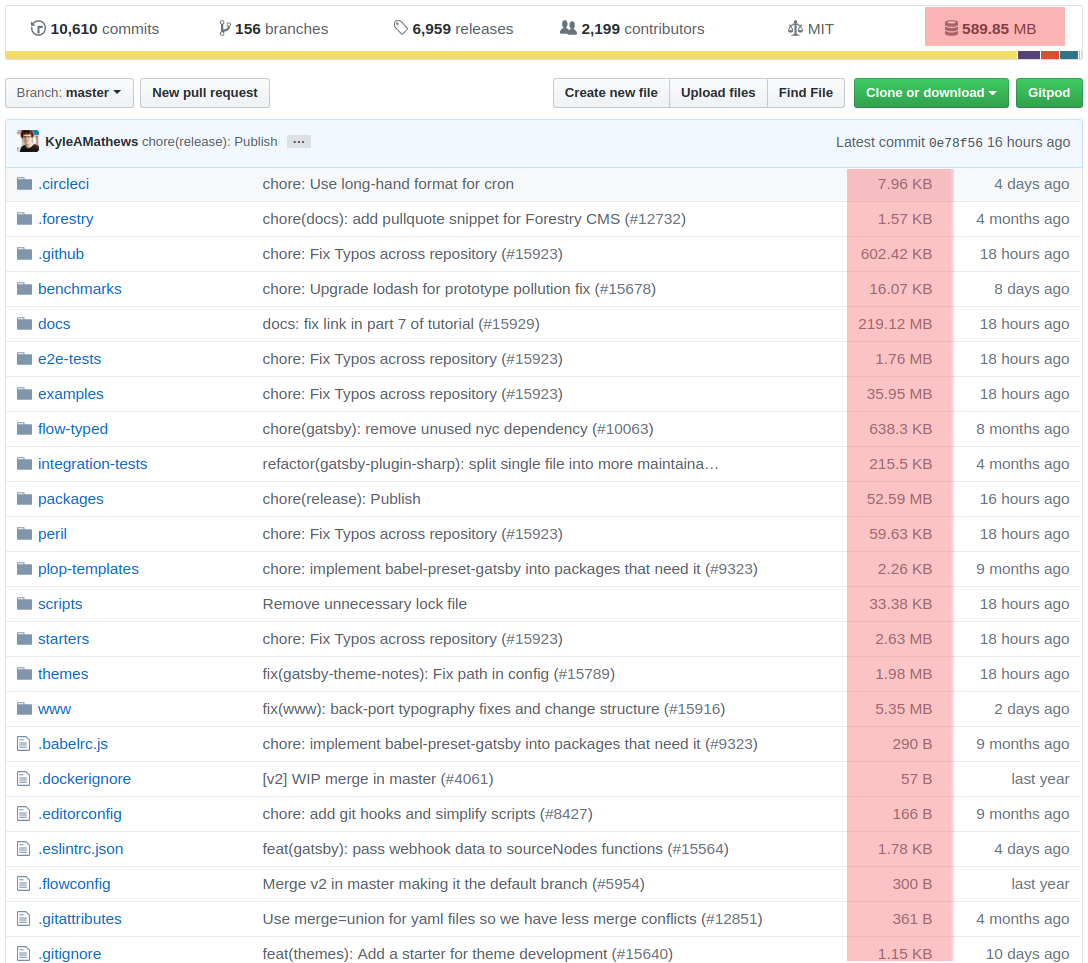 10,610 commits 156 branches 6,959 releases 2,199 contributors MIT 589.85 MB
Branch: master New pull request Create new file Upload files Find File Clone or download Gitpod
KyleAMathews chore(release): Publish ... Latest commit 0e78f56 16 hours ago
.circleci chore: Use long-hand format for cron 7.96 KB 4 days ago
.forestry chore(docs): add pullquote snippet for Forestry CMS (#12732) 1.57 KB 4 months ago
.github chore: Fix Typos across repository (#15923) 602.42 KB 18 hours ago
benchmarks chore: Upgrade lodash for prototype pollution fix (#15678) 16.07 KB 8 days ago
docs docs: fix link in part 7 of tutorial (#15929) 219.12 MB 18 hours ago
e2e-tests chore: Fix Typos across repository (#15923) 1.76 MB 18 hours ago
examples chore: Fix Typos across repository (#15923) 35.95 MB 18 hours ago
flow-typed chore(gatsby): remove unused nyc dependency (#10063) 638.3 KB 8 months ago
integration-tests refactor(gatsby-plugin-sharp): split single file into more maintaina… 215.5 KB 4 months ago
packages chore(release): Publish 52.59 MB 16 hours ago
peril chore: Fix Typos across repository (#15923) 59.63 KB 18 hours ago
plop-templates chore: implement babel-preset-gatsby into packages that need it (#9323) 2.26 KB 9 months ago
scripts Remove unnecessary lock file 33.38 KB 18 hours ago
starters chore: Fix Typos across repository (#15923) 2.63 MB 18 hours ago
themes fix(gatsby-theme-notes): Fix path in config (#15789) 1.98 MB 18 hours ago
www fix(www): back-port typography fixes and change structure (#15916) 5.35 MB 2 days ago
.babelrc.js chore: implement babel-preset-gatsby into packages that need it (#9323) 290 B 9 months ago
.dockerignore [v2] WIP merge in master (#4061) 57 B last year
.editorconfig chore: add git hooks and simplify scripts (#8427) 166 B 9 months ago
.eslintrc.json feat(gatsby): pass webhook data to sourceNodes functions (#15564) 1.78 KB 4 days ago
.flowconfig Merge v2 in master making it the default branch (#5954) 300 B last year
.gitattributes Use merge=union for yaml files so we have less merge conflicts (#12851) 361 B 4 months ago
.gitignore feat(themes): Add a starter for theme development (#15640) 1.15 KB 10 days ago